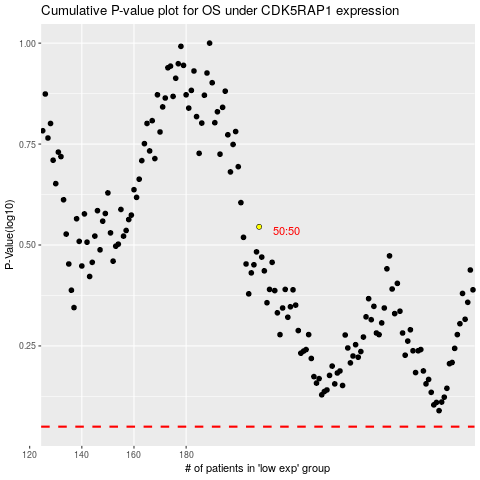 Cumulative P-value plot for OS under CDK5RAP1 expression
1.00
0.75
0.50
0.25
P-Value(log10)
50:50
120 140 160 180
# of patients in 'low exp' group